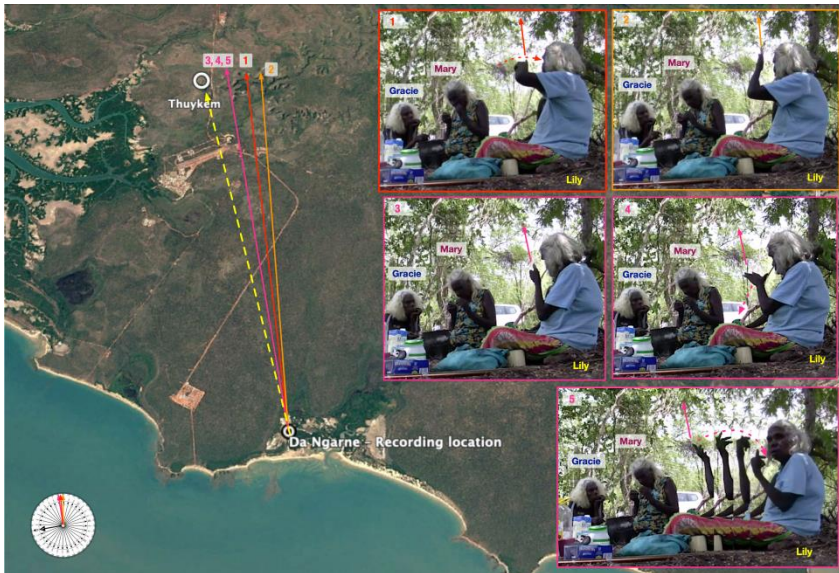 3, 4, 5
1
2
Thuykem
Da Ngarne - Recording location
1
Mary
Gracie
Lily
2
Mary
Gracie
Lily
3
Mary
Gracie
Lily
4
Mary
Gracie
Lily
5
Mary
Gracie
Lily